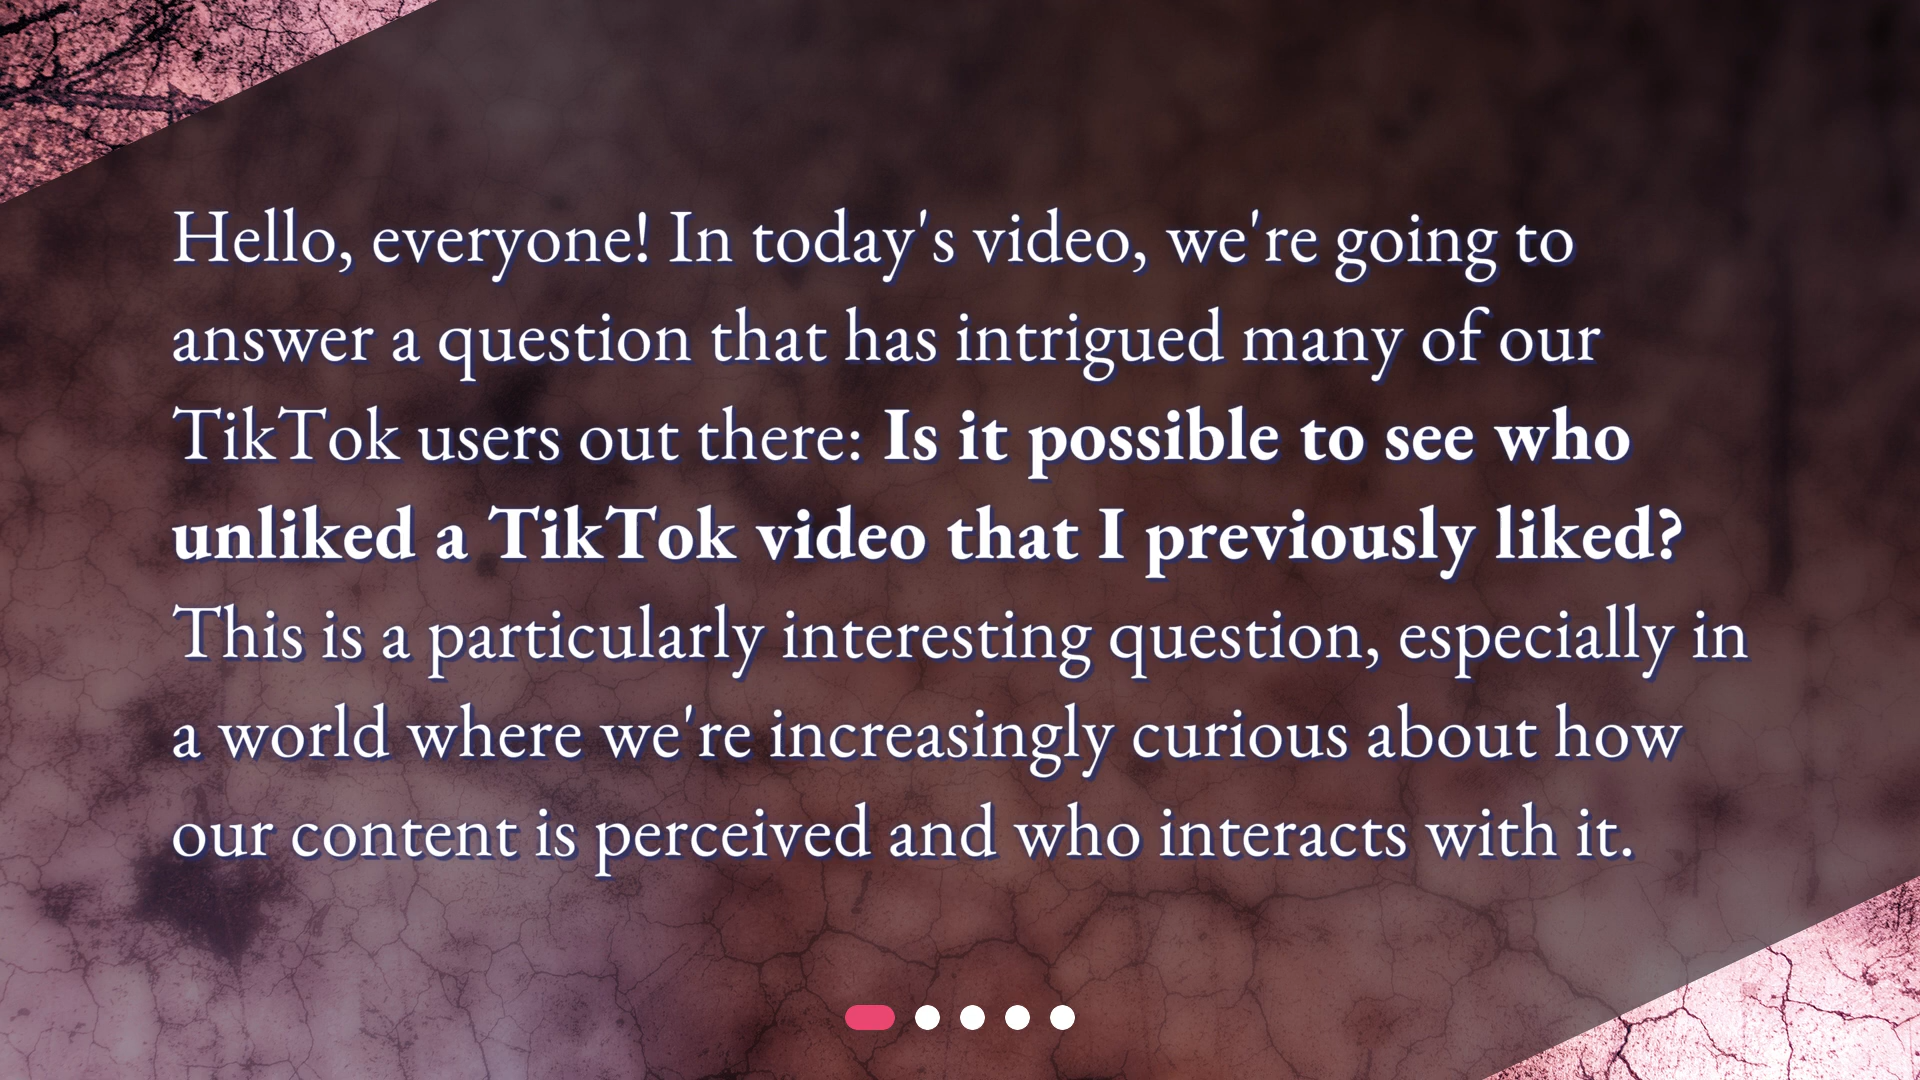 Hello, everyone! In today's video, we're going to
answer a question that has intrigued many of our
TikTok users out there: Is it possible to see who
unliked a TikTok video that I previously liked?
This is a particularly interesting question, especially in
a world where we're increasingly curious about how
our content is perceived and who interacts with it.